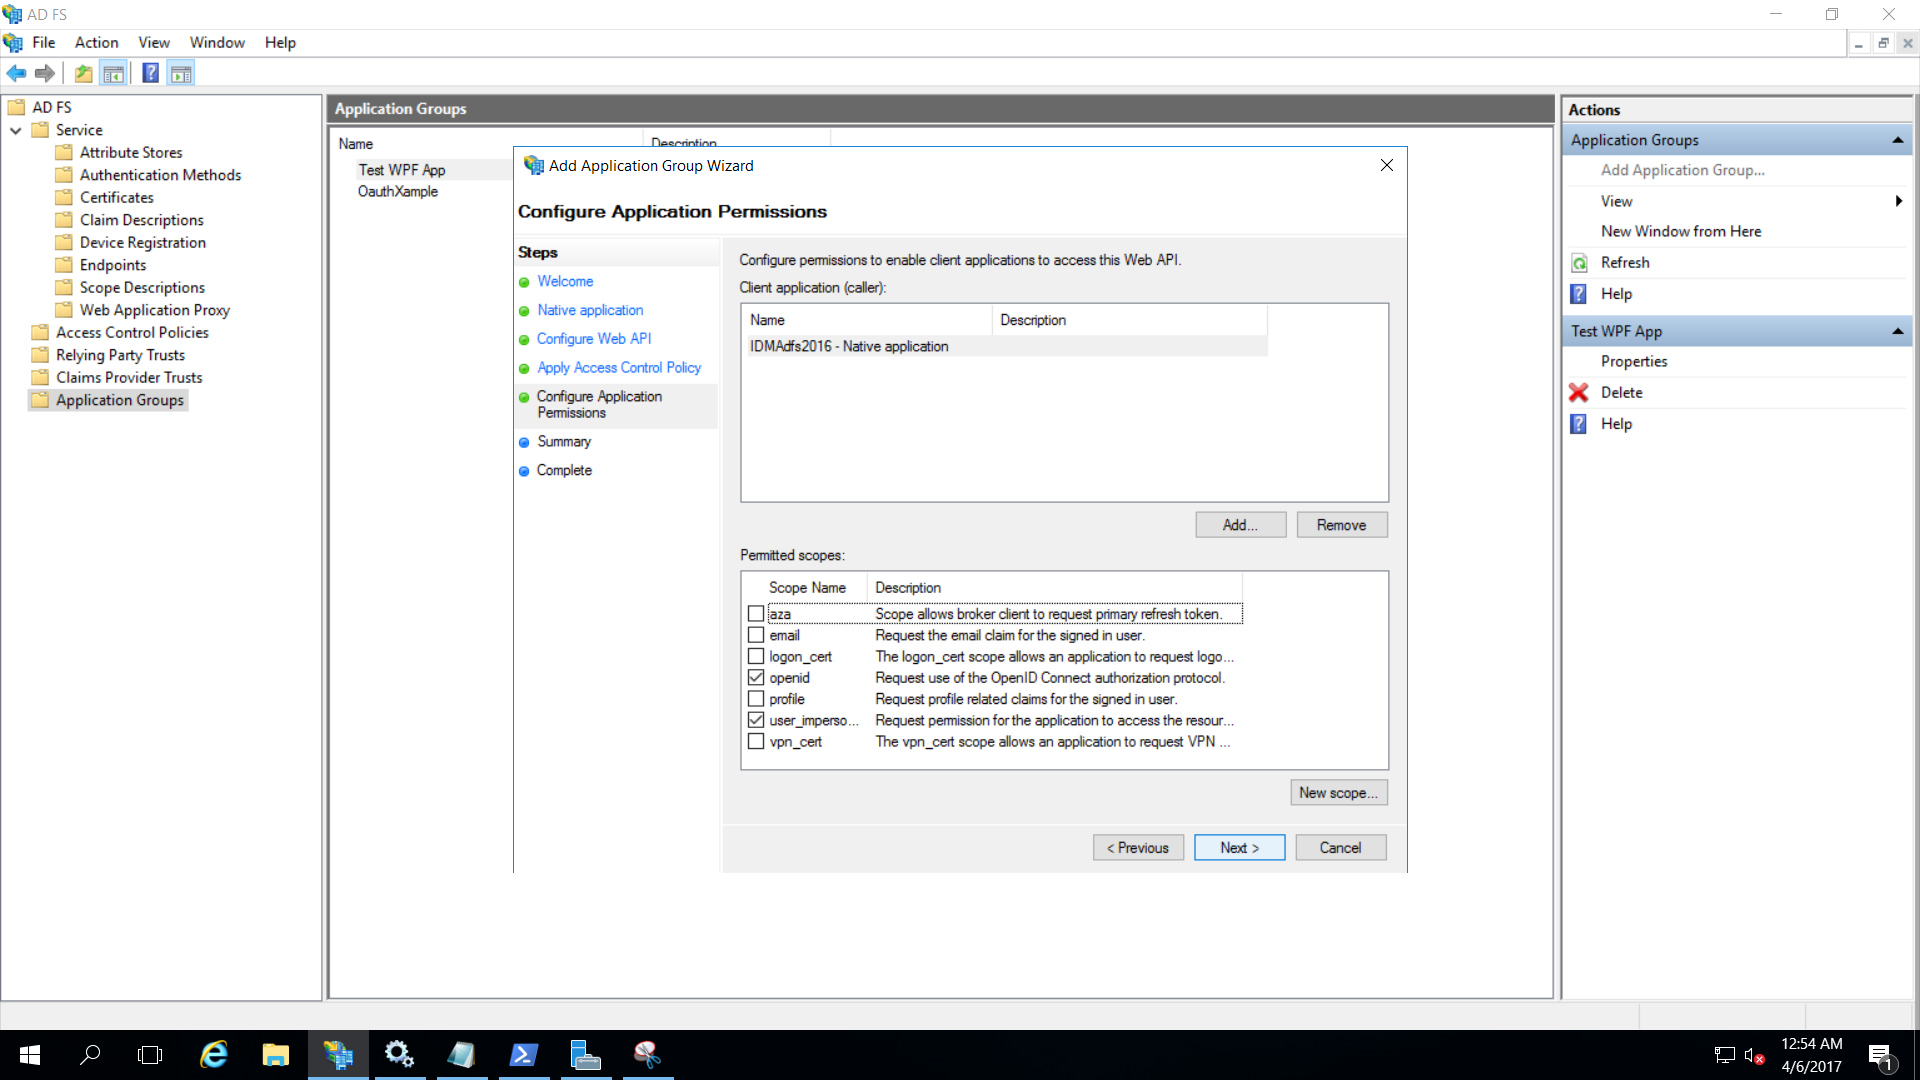 AD FS
File Action View Window Help
AD FS
Service
Attribute Stores
Authentication Methods
Certificates
Claim Descriptions
Device Registration
Endpoints
Scope Descriptions
Web Application Proxy
Access Control Policies
Relying Party Trusts
Claims Provider Trusts
Application Groups
Application Groups
Name Description
Test WPF App
OauthXample
Add Application Group Wizard
Configure Application Permissions
Steps
Welcome
Native application
Configure Web API
Apply Access Control Policy
Configure Application
Permissions
Summary
Complete
Configure permissions to enable client applications to access this Web API.
Client application (caller):
Name Description
IDMAdfs2016 - Native application
Add... Remove
Permitted scopes:
Scope Name Description
aza Scope allows broker client to request primary refresh token.
email Request the email claim for the signed in user.
logon_cert The logon_cert scope allows an application to request logo...
openid Request use of the OpenID Connect authorization protocol.
profile Request profile related claims for the signed in user.
user_imperso... Request permission for the application to access the resour...
vpn_cert The vpn_cert scope allows an application to request VPN ...
New scope...
< Previous Next > Cancel
Actions
Application Groups
Add Application Group...
View
New Window from Here
Refresh
Help
Test WPF App
Properties
Delete
Help
12:54 AM
4/6/2017
1